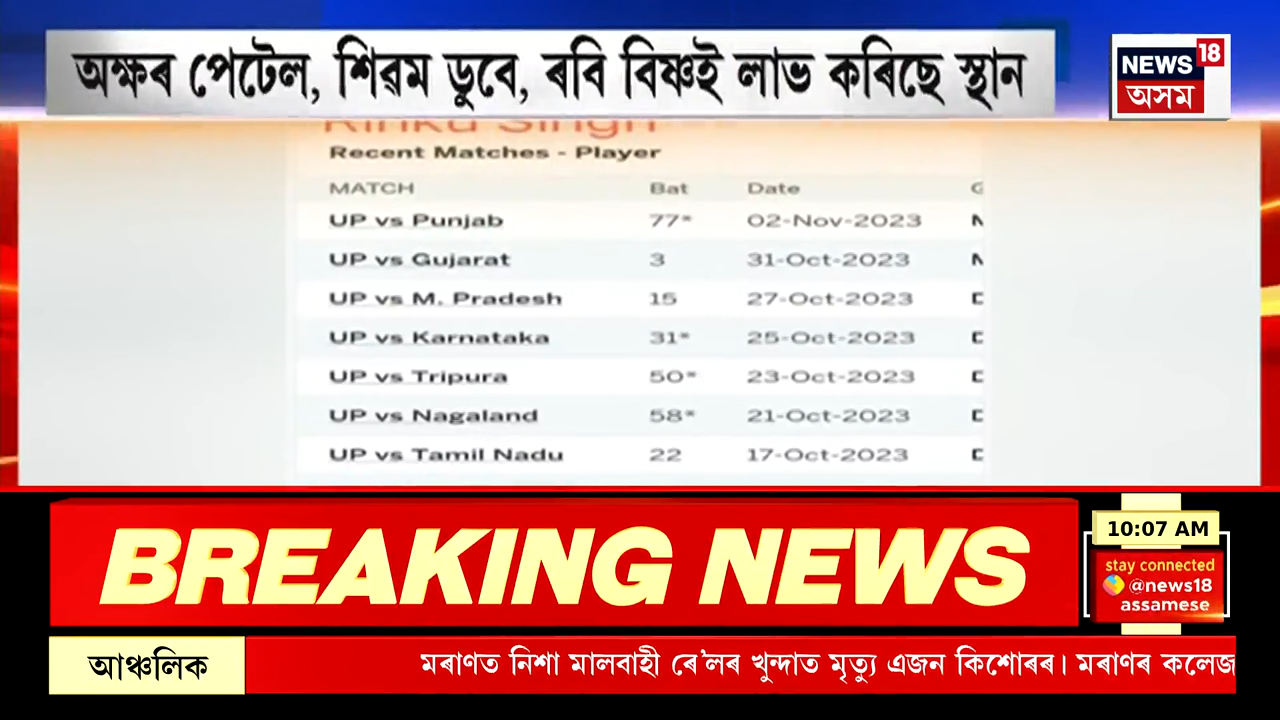 অক্ষৰ পেটেল, শিৱম ডুবে, ৰবি বিষ্ণই লাভ কৰিছে স্থান
NEWS 18
অসম
Rinku Singh
Recent Matches - Player
MATCH Bat Date
UP vs Punjab 77* 02-Nov-2023
UP vs Gujarat 3 31-Oct-2023
UP vs M. Pradesh 15 27-Oct-2023
UP vs Karnataka 31* 25-Oct-2023
UP vs Tripura 50* 23-Oct-2023
UP vs Nagaland 58* 21-Oct-2023
UP vs Tamil Nadu 22 17-Oct-2023
BREAKING NEWS
10:07 AM
stay connected
@news18
assamese
আঞ্চলিক মৰাণত নিশা মালবাহী ৰে'লৰ খুন্দাত মৃত্যু এজন কিশোৰৰ। মৰাণৰ কলেজ